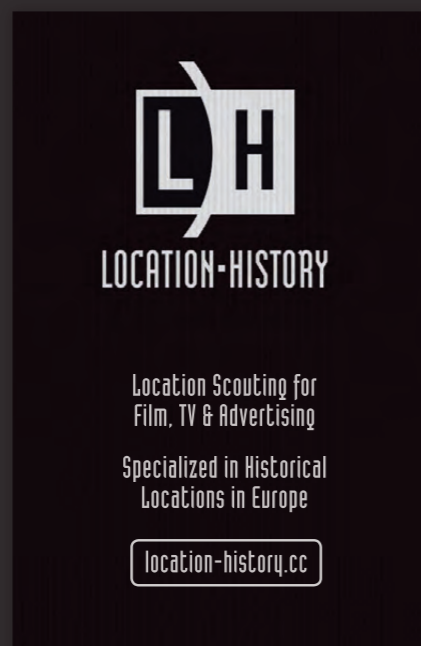 LH
LOCATION-HISTORY
Location Scouting for
Film, TV & Advertising
Specialized in Historical
Locations in Europe
location-history.cc